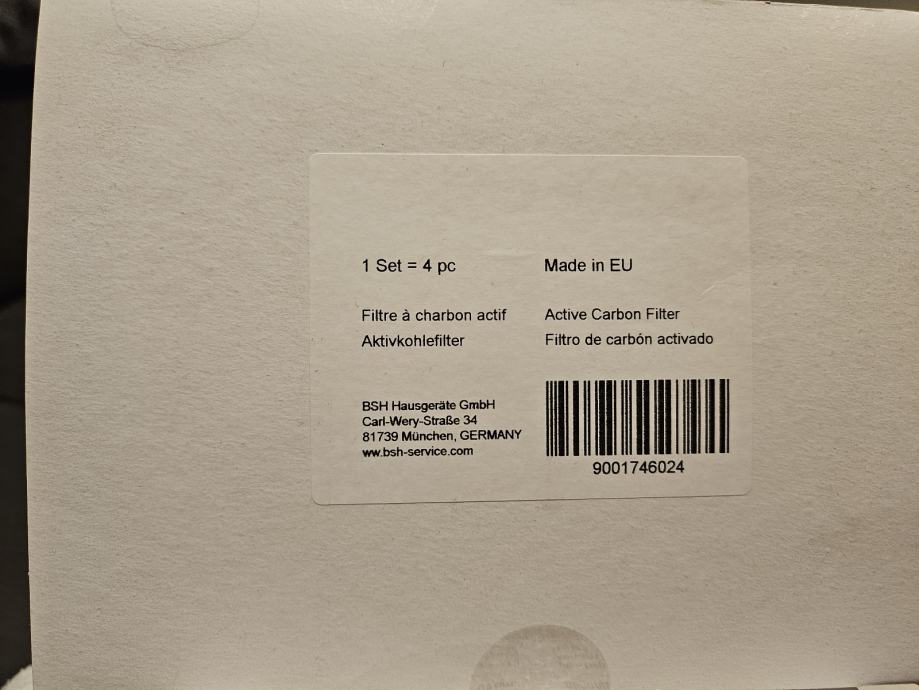 1 Set = 4 pc
Made in EU
Filtre à charbon actif
Active Carbon Filter
Aktivkohlefilter
Filtro de carbón activado
BSH Hausgeräte GmbH
Carl-Wery-Straße 34
81739 München, GERMANY
ww.bsh-service.com
9001746024